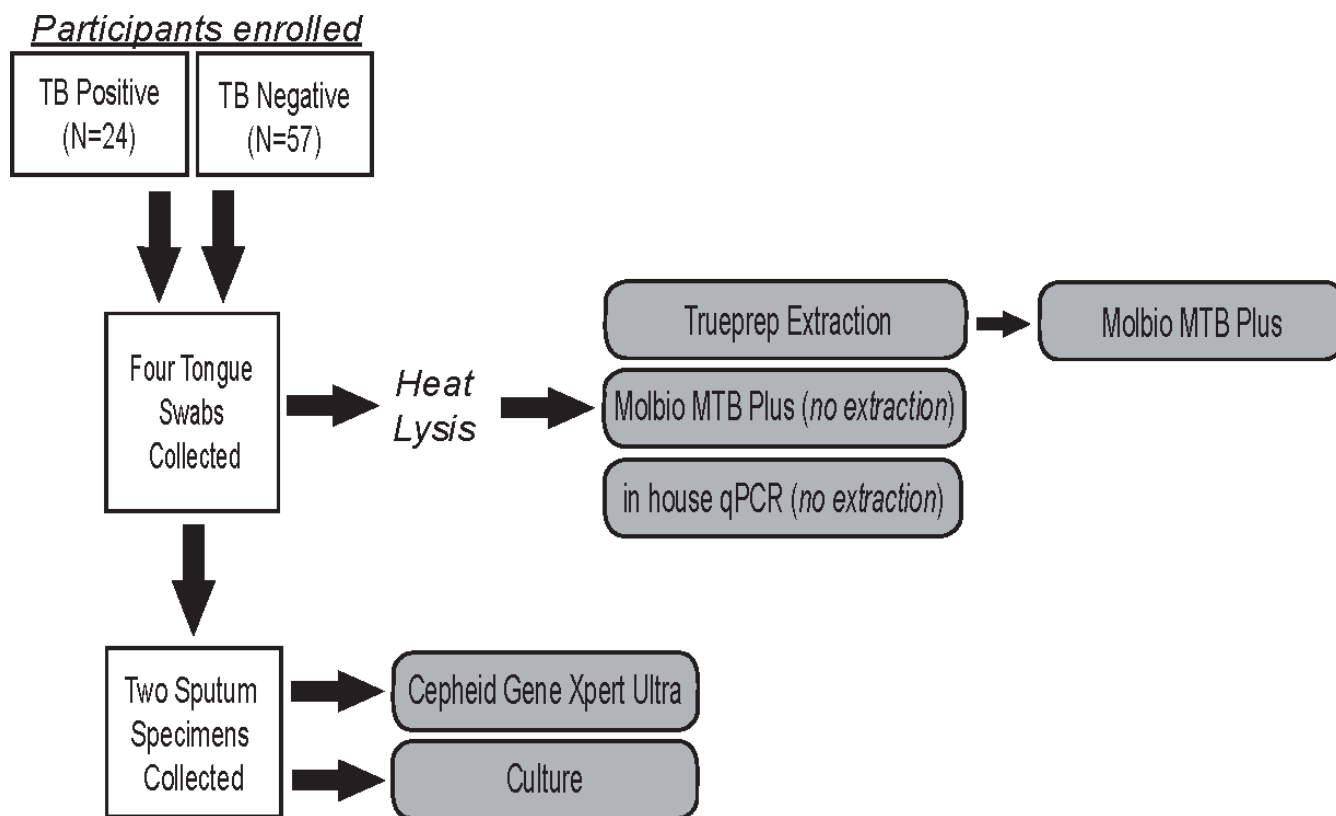 Participants enrolled
TB Positive
(N=24)
TB Negative
(N=57)
Four Tongue
Swabs
Collected
Heat
Lysis
Trueprep Extraction
Molbio MTB Plus
Molbio MTB Plus (no extraction)
in house qPCR (no extraction)
Two Sputum
Specimens
Collected
Cepheid Gene Xpert Ultra
Culture